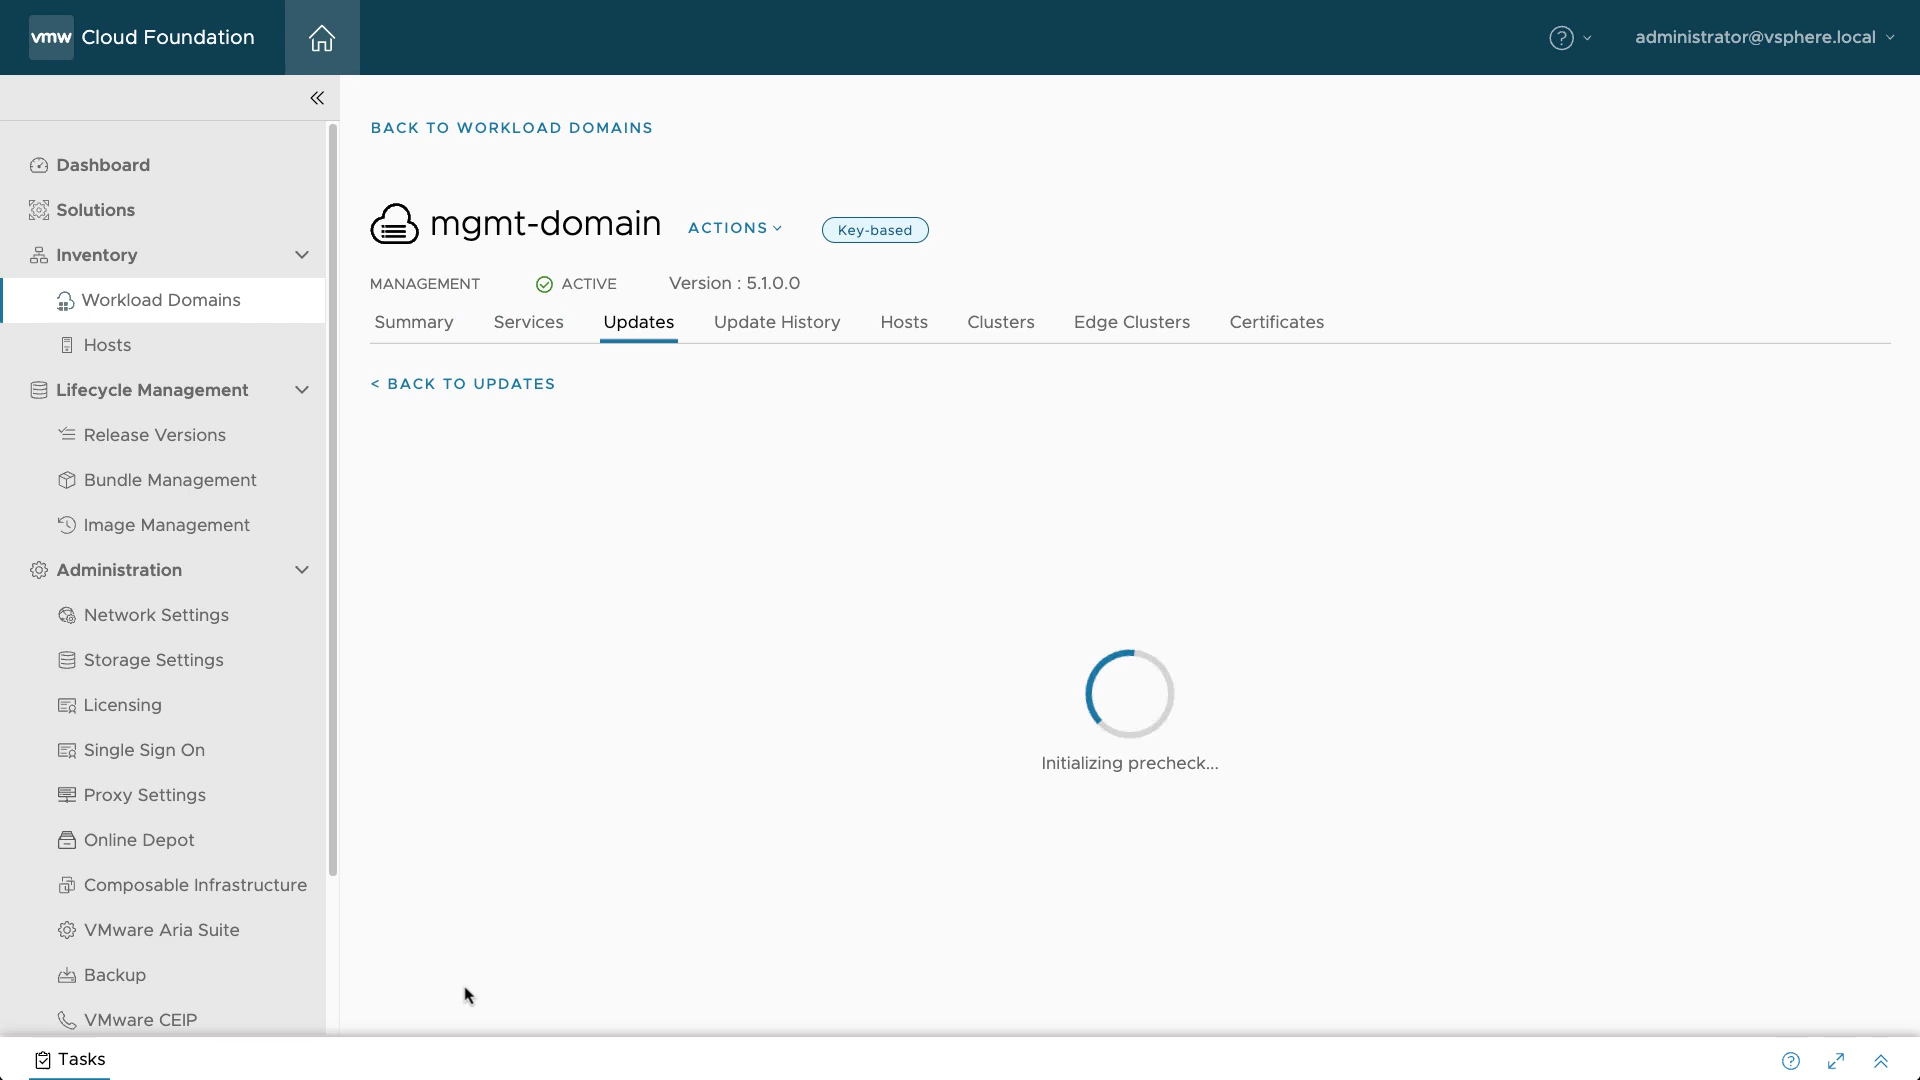 vmw Cloud Foundation
administrator@vsphere.local
BACK TO WORKLOAD DOMAINS
Dashboard
Solutions
Inventory
Workload Domains
Hosts
Lifecycle Management
Release Versions
Bundle Management
Image Management
Administration
Network Settings
Storage Settings
Licensing
Single Sign On
Proxy Settings
Online Depot
Composable Infrastructure
VMware Aria Suite
Backup
VMware CEIP
mgmt-domain ACTIONS Key-based
MANAGEMENT ACTIVE Version : 5.1.0.0
Summary Services Updates Update History Hosts Clusters Edge Clusters Certificates
< BACK TO UPDATES
Initializing precheck...
Tasks